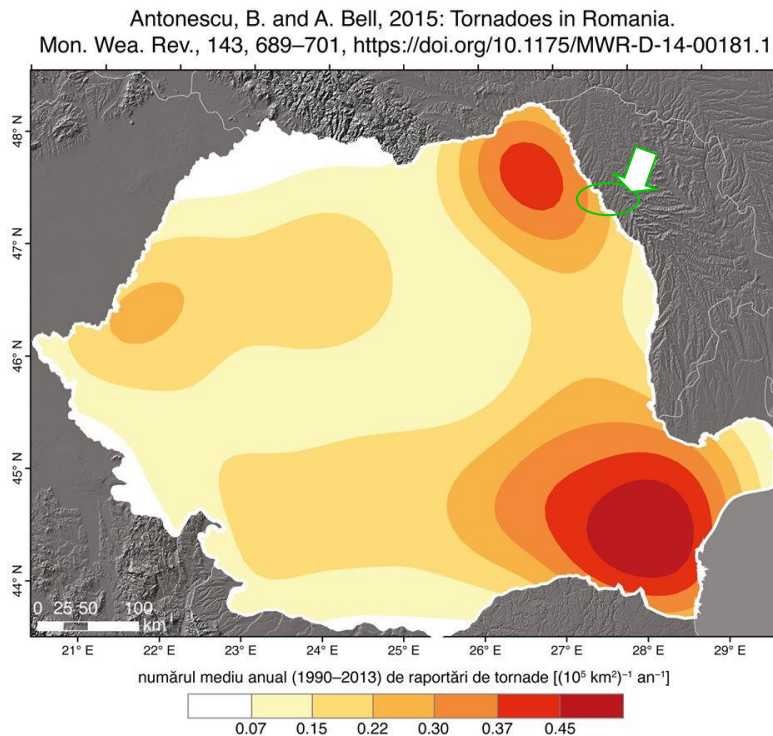 Antonescu, B. and A. Bell, 2015: Tornadoes in Romania.
Mon. Wea. Rev., 143, 689–701, https://doi.org/10.1175/MWR-D-14-00181.1
48° N
47° N
46° N
45° N
44° N
0 25 50 100
km
21° E 22° E 23° E 24° E 25° E 26° E 27° E 28° E 29° E
numărul mediu anual (1990–2013) de raportări de tornade [(10⁵ km²)⁻¹ an⁻¹]
0.07 0.15 0.22 0.30 0.37 0.45